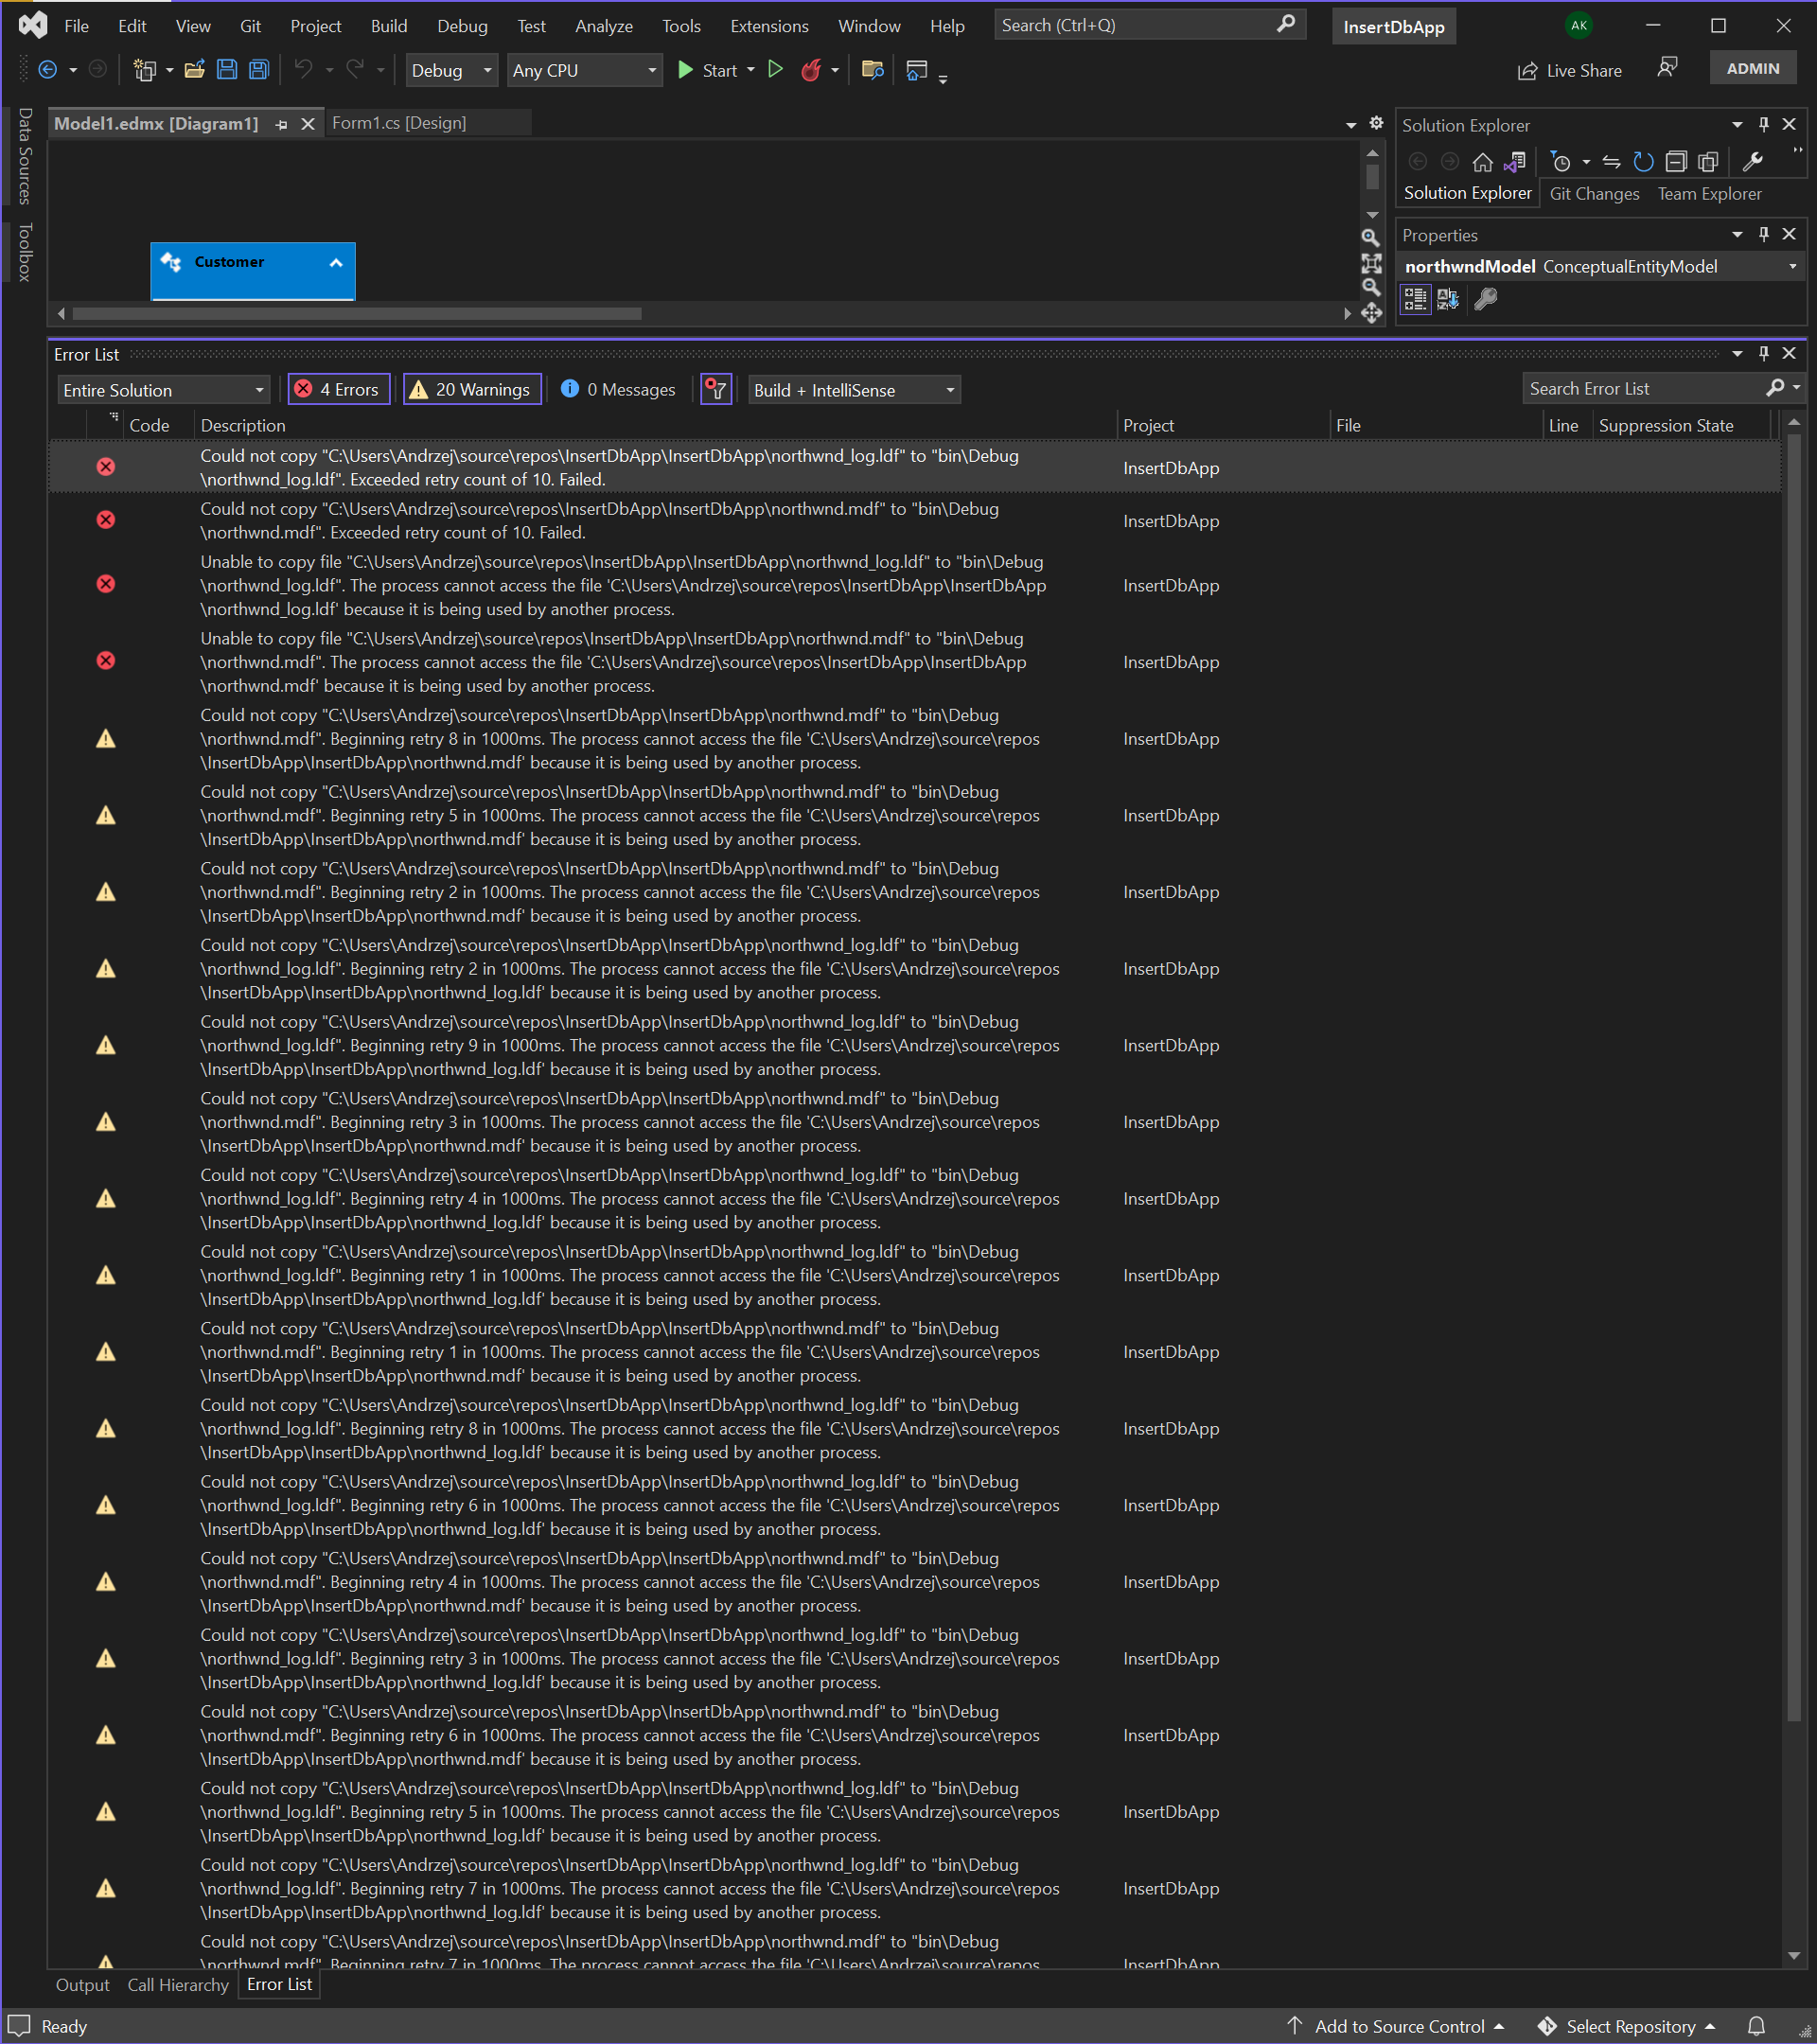 File Edit View Git Project Build Debug Test Analyze Tools Extensions Window Help Search (Ctrl+Q) InsertDbApp AK
Debug Any CPU Start Live Share ADMIN
Data Sources
Toolbox
Model1.edmx [Diagram1] Form1.cs [Design]
Customer
Solution Explorer
Solution Explorer Git Changes Team Explorer
Properties
northwndModel ConceptualEntityModel
Error List
Entire Solution 4 Errors 20 Warnings 0 Messages Build + IntelliSense Search Error List
Code Description Project File Line Suppression State
Could not copy "C:\Users\Andrzej\source\repos\InsertDbApp\InsertDbApp\northwnd_log.ldf" to "bin\Debug
\northwnd_log.ldf". Exceeded retry count of 10. Failed. InsertDbApp
Could not copy "C:\Users\Andrzej\source\repos\InsertDbApp\InsertDbApp\northwnd.mdf" to "bin\Debug
\northwnd.mdf". Exceeded retry count of 10. Failed. InsertDbApp
Unable to copy file "C:\Users\Andrzej\source\repos\InsertDbApp\InsertDbApp\northwnd_log.ldf" to "bin\Debug
\northwnd_log.ldf". The process cannot access the file 'C:\Users\Andrzej\source\repos\InsertDbApp\InsertDbApp InsertDbApp
\northwnd_log.ldf' because it is being used by another process.
Unable to copy file "C:\Users\Andrzej\source\repos\InsertDbApp\InsertDbApp\northwnd.mdf" to "bin\Debug
\northwnd.mdf". The process cannot access the file 'C:\Users\Andrzej\source\repos\InsertDbApp\InsertDbApp InsertDbApp
\northwnd.mdf' because it is being used by another process.
Could not copy "C:\Users\Andrzej\source\repos\InsertDbApp\InsertDbApp\northwnd.mdf" to "bin\Debug
\northwnd.mdf". Beginning retry 8 in 1000ms. The process cannot access the file 'C:\Users\Andrzej\source\repos InsertDbApp
\InsertDbApp\InsertDbApp\northwnd.mdf' because it is being used by another process.
Could not copy "C:\Users\Andrzej\source\repos\InsertDbApp\InsertDbApp\northwnd.mdf" to "bin\Debug
\northwnd.mdf". Beginning retry 5 in 1000ms. The process cannot access the file 'C:\Users\Andrzej\source\repos InsertDbApp
\InsertDbApp\InsertDbApp\northwnd.mdf' because it is being used by another process.
Could not copy "C:\Users\Andrzej\source\repos\InsertDbApp\InsertDbApp\northwnd.mdf" to "bin\Debug
\northwnd.mdf". Beginning retry 2 in 1000ms. The process cannot access the file 'C:\Users\Andrzej\source\repos InsertDbApp
\InsertDbApp\InsertDbApp\northwnd.mdf' because it is being used by another process.
Could not copy "C:\Users\Andrzej\source\repos\InsertDbApp\InsertDbApp\northwnd_log.ldf" to "bin\Debug
\northwnd_log.ldf". Beginning retry 2 in 1000ms. The process cannot access the file 'C:\Users\Andrzej\source\repos InsertDbApp
\InsertDbApp\InsertDbApp\northwnd_log.ldf' because it is being used by another process.
Could not copy "C:\Users\Andrzej\source\repos\InsertDbApp\InsertDbApp\northwnd_log.ldf" to "bin\Debug
\northwnd_log.ldf". Beginning retry 9 in 1000ms. The process cannot access the file 'C:\Users\Andrzej\source\repos InsertDbApp
\InsertDbApp\InsertDbApp\northwnd_log.ldf' because it is being used by another process.
Could not copy "C:\Users\Andrzej\source\repos\InsertDbApp\InsertDbApp\northwnd.mdf" to "bin\Debug
\northwnd.mdf". Beginning retry 3 in 1000ms. The process cannot access the file 'C:\Users\Andrzej\source\repos InsertDbApp
\InsertDbApp\InsertDbApp\northwnd.mdf' because it is being used by another process.
Could not copy "C:\Users\Andrzej\source\repos\InsertDbApp\InsertDbApp\northwnd_log.ldf" to "bin\Debug
\northwnd_log.ldf". Beginning retry 4 in 1000ms. The process cannot access the file 'C:\Users\Andrzej\source\repos InsertDbApp
\InsertDbApp\InsertDbApp\northwnd_log.ldf' because it is being used by another process.
Could not copy "C:\Users\Andrzej\source\repos\InsertDbApp\InsertDbApp\northwnd_log.ldf" to "bin\Debug
\northwnd_log.ldf". Beginning retry 1 in 1000ms. The process cannot access the file 'C:\Users\Andrzej\source\repos InsertDbApp
\InsertDbApp\InsertDbApp\northwnd_log.ldf' because it is being used by another process.
Could not copy "C:\Users\Andrzej\source\repos\InsertDbApp\InsertDbApp\northwnd.mdf" to "bin\Debug
\northwnd.mdf". Beginning retry 1 in 1000ms. The process cannot access the file 'C:\Users\Andrzej\source\repos InsertDbApp
\InsertDbApp\InsertDbApp\northwnd.mdf' because it is being used by another process.
Could not copy "C:\Users\Andrzej\source\repos\InsertDbApp\InsertDbApp\northwnd_log.ldf" to "bin\Debug
\northwnd_log.ldf". Beginning retry 8 in 1000ms. The process cannot access the file 'C:\Users\Andrzej\source\repos InsertDbApp
\InsertDbApp\InsertDbApp\northwnd_log.ldf' because it is being used by another process.
Could not copy "C:\Users\Andrzej\source\repos\InsertDbApp\InsertDbApp\northwnd_log.ldf" to "bin\Debug
\northwnd_log.ldf". Beginning retry 6 in 1000ms. The process cannot access the file 'C:\Users\Andrzej\source\repos InsertDbApp
\InsertDbApp\InsertDbApp\northwnd_log.ldf' because it is being used by another process.
Could not copy "C:\Users\Andrzej\source\repos\InsertDbApp\InsertDbApp\northwnd.mdf" to "bin\Debug
\northwnd.mdf". Beginning retry 4 in 1000ms. The process cannot access the file 'C:\Users\Andrzej\source\repos InsertDbApp
\InsertDbApp\InsertDbApp\northwnd.mdf' because it is being used by another process.
Could not copy "C:\Users\Andrzej\source\repos\InsertDbApp\InsertDbApp\northwnd_log.ldf" to "bin\Debug
\northwnd_log.ldf". Beginning retry 3 in 1000ms. The process cannot access the file 'C:\Users\Andrzej\source\repos InsertDbApp
\InsertDbApp\InsertDbApp\northwnd_log.ldf' because it is being used by another process.
Could not copy "C:\Users\Andrzej\source\repos\InsertDbApp\InsertDbApp\northwnd.mdf" to "bin\Debug
\northwnd.mdf". Beginning retry 6 in 1000ms. The process cannot access the file 'C:\Users\Andrzej\source\repos InsertDbApp
\InsertDbApp\InsertDbApp\northwnd.mdf' because it is being used by another process.
Could not copy "C:\Users\Andrzej\source\repos\InsertDbApp\InsertDbApp\northwnd_log.ldf" to "bin\Debug
\northwnd_log.ldf". Beginning retry 5 in 1000ms. The process cannot access the file 'C:\Users\Andrzej\source\repos InsertDbApp
\InsertDbApp\InsertDbApp\northwnd_log.ldf' because it is being used by another process.
Could not copy "C:\Users\Andrzej\source\repos\InsertDbApp\InsertDbApp\northwnd_log.ldf" to "bin\Debug
\northwnd_log.ldf". Beginning retry 7 in 1000ms. The process cannot access the file 'C:\Users\Andrzej\source\repos InsertDbApp
\InsertDbApp\InsertDbApp\northwnd_log.ldf' because it is being used by another process.
Could not copy "C:\Users\Andrzej\source\repos\InsertDbApp\InsertDbApp\northwnd.mdf" to "bin\Debug
\northwnd.mdf". Beginning retry 7 in 1000ms. The process cannot access the file 'C:\Users\Andrzej\source\repos InsertDbApp
Output Call Hierarchy Error List
Ready Add to Source Control Select Repository